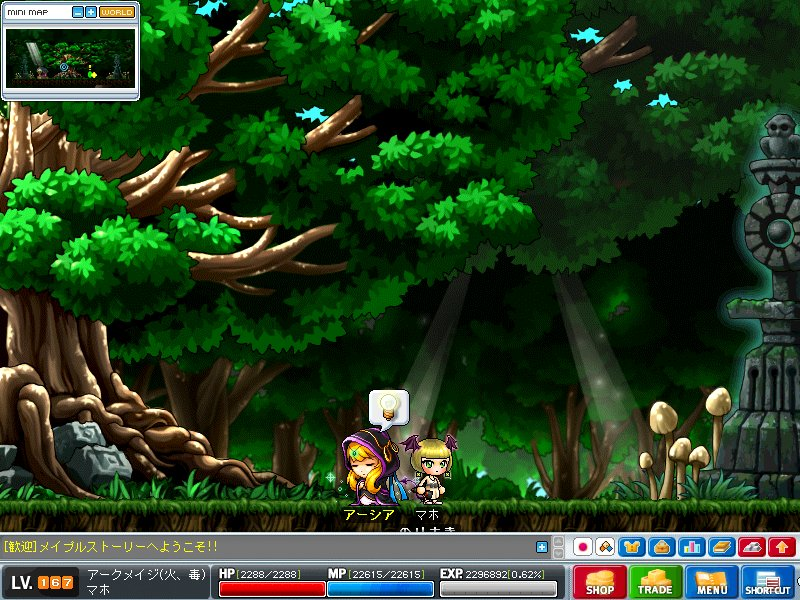 MINI MAP
WORLD
アーシア マホ
[歓迎]メイプルストーリーへようこそ!!
LV. 167
アークメイジ(火、毒)
マホ
HP[2288/2288] MP[22615/22615] EXP.2296892[0.62%]
SHOP TRADE MENU SHORTCUT